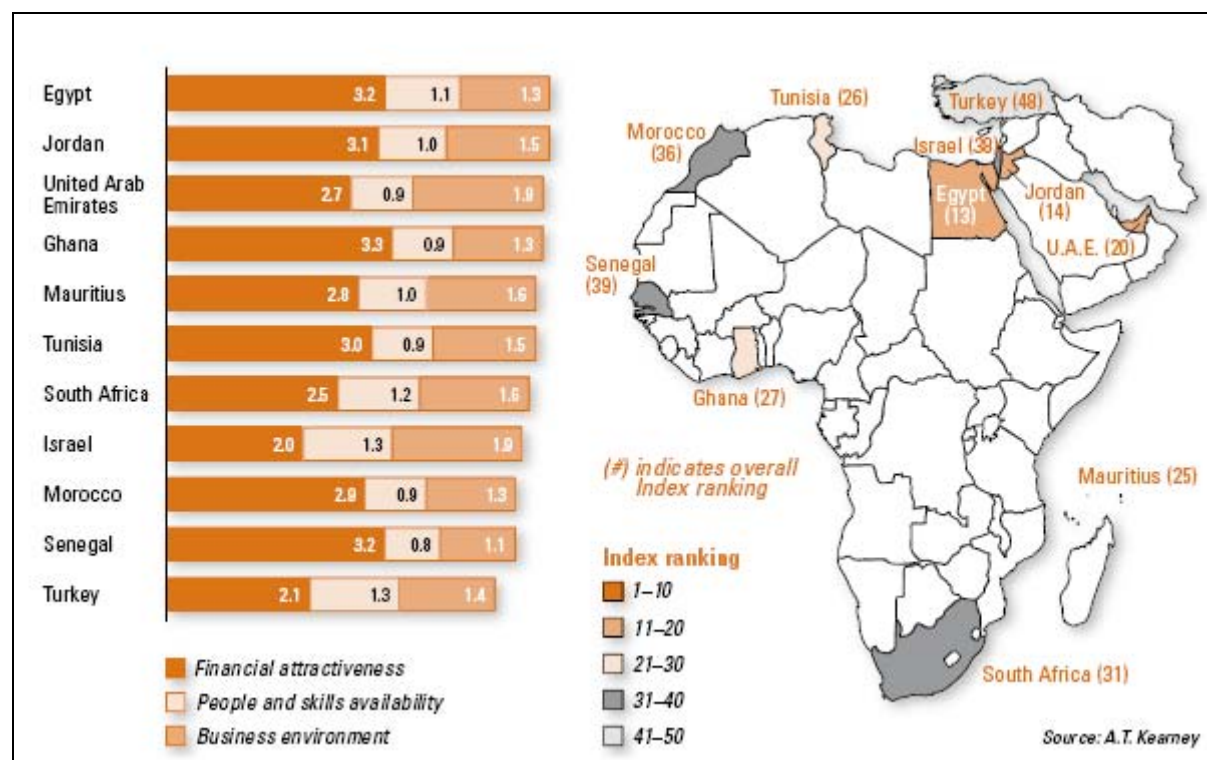 Egypt
3.2 1.1 1.3
Jordan
3.1 1.0 1.5
United Arab
Emirates
2.7 0.9 1.9
Ghana
3.3 0.9 1.3
Mauritius
2.8 1.0 1.6
Tunisia
3.0 0.9 1.5
South Africa
2.5 1.2 1.6
Israel
2.0 1.3 1.9
Morocco
2.9 0.9 1.3
Senegal
3.2 0.8 1.1
Turkey
2.1 1.3 1.4
Financial attractiveness
People and skills availability
Business environment
Tunisia (26)
Turkey (48)
Morocco
(36)
Israel (38)
Egypt
(13)
Jordan
(14)
U.A.E. (20)
Senegal
(39)
Ghana (27)
(#) indicates overall
Index ranking
Mauritius (25)
Index ranking
1–10
11–20
21–30
31–40
41–50
South Africa (31)
Source: A.T. Kearney